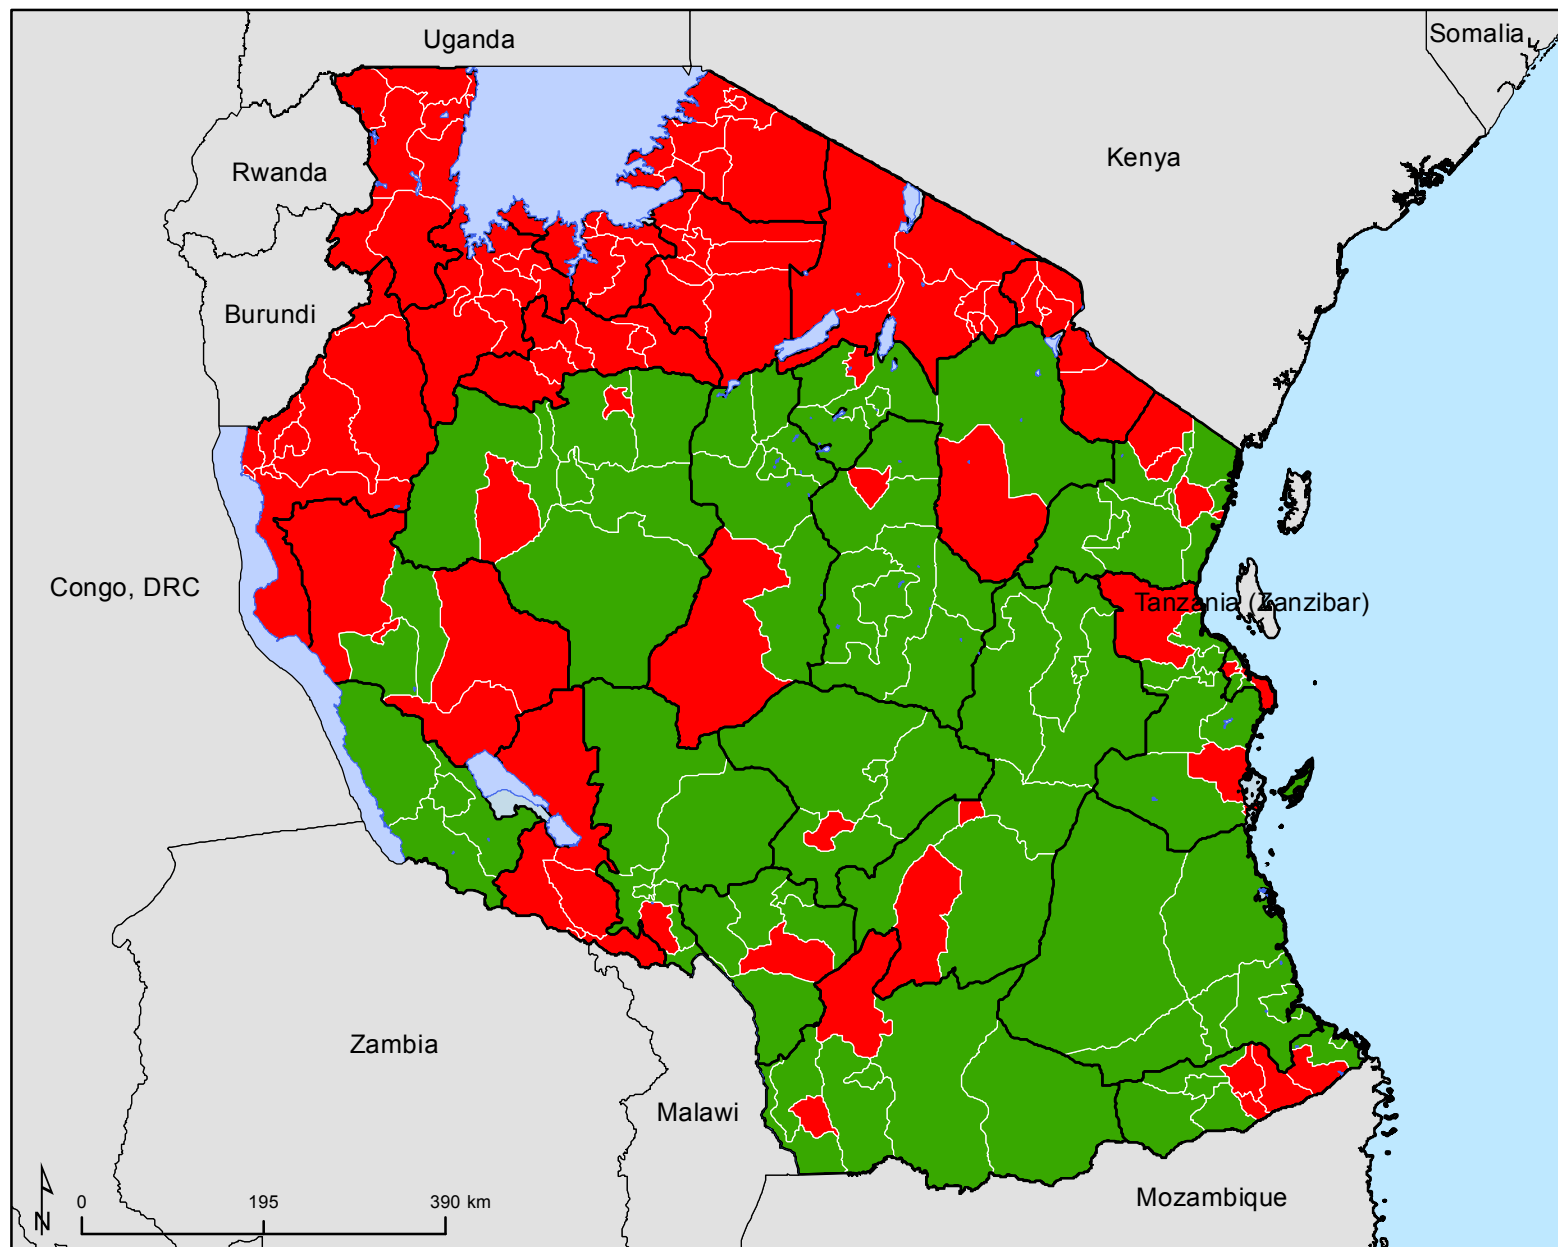 Uganda
Somalia
Kenya
Rwanda
Burundi
Congo, DRC
Tanzania (Zanzibar)
Zambia
Malawi
Mozambique
N
0 195 390 km